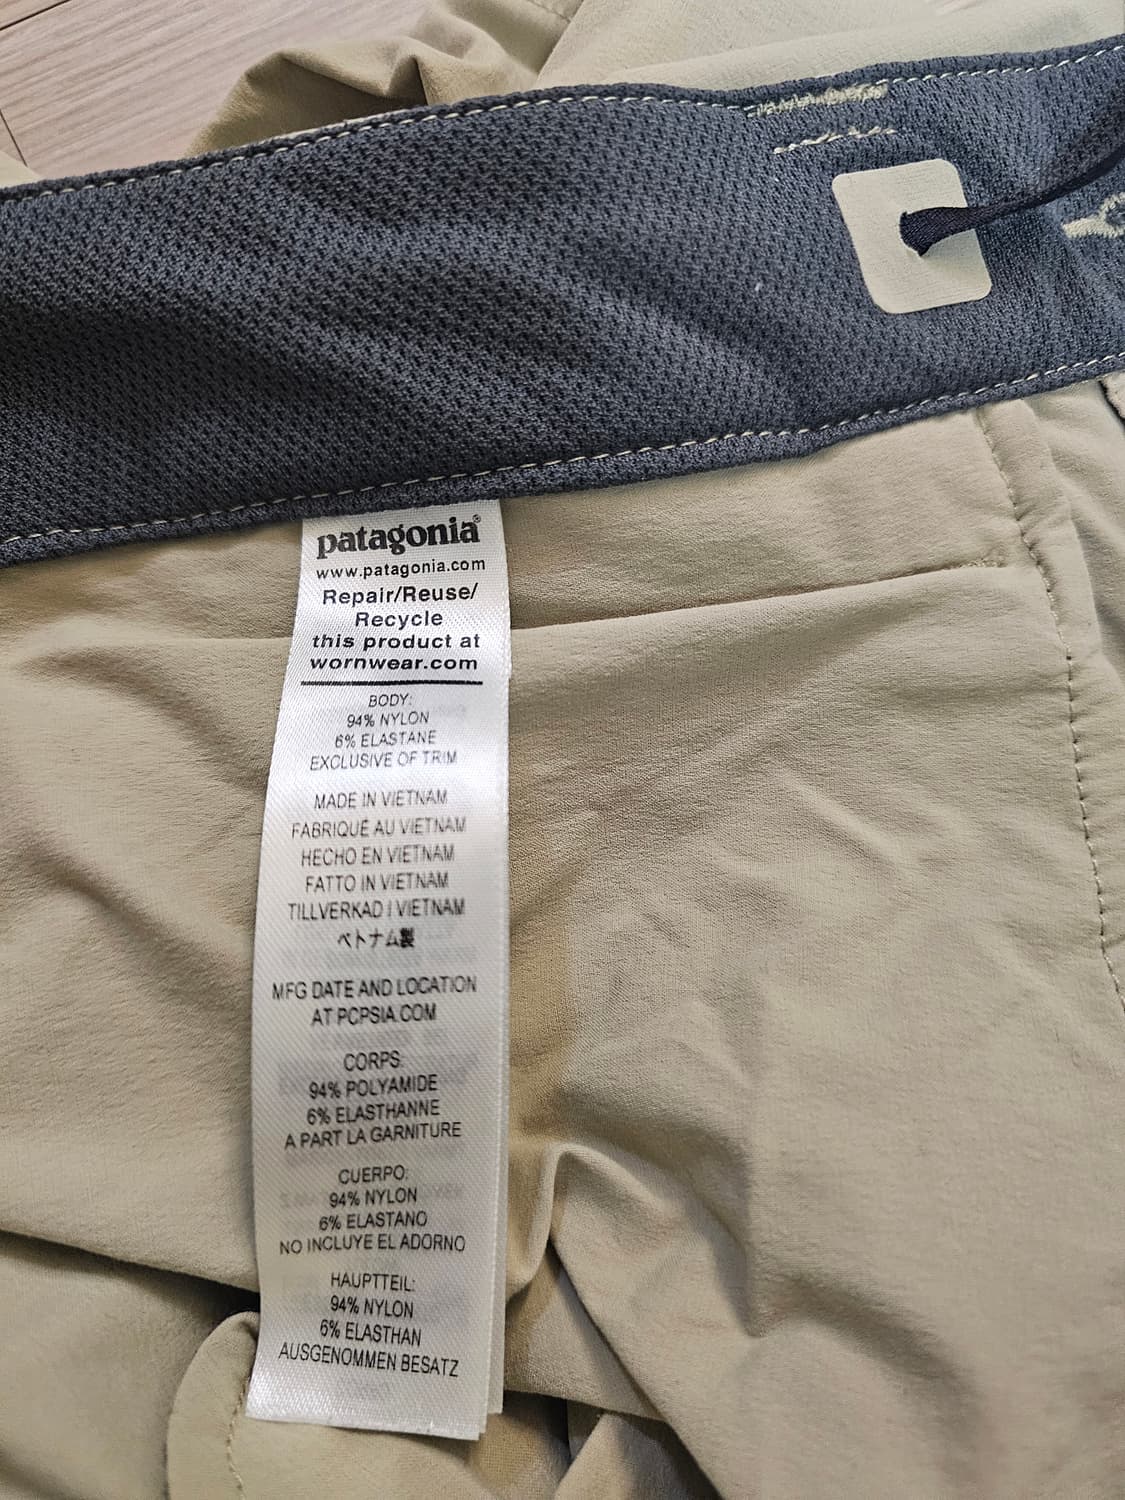 patagonia®
www.patagonia.com
Repair/Reuse/
Recycle
this product at
wornwear.com
BODY:
94% NYLON
6% ELASTANE
EXCLUSIVE OF TRIM
MADE IN VIETNAM
FABRIQUÉ AU VIETNAM
HECHO EN VIETNAM
FATTO IN VIETNAM
TILLVERKAD I VIETNAM
ベトナム製
MFG DATE AND LOCATION
AT PCPSIA.COM
CORPS:
94% POLYAMIDE
6% ELASTHANNE
A PART LA GARNITURE
CUERPO:
94% NYLON
6% ELASTANO
NO INCLUYE EL ADORNO
HAUPTTEIL:
94% NYLON
6% ELASTHAN
AUSGENOMMEN BESATZ